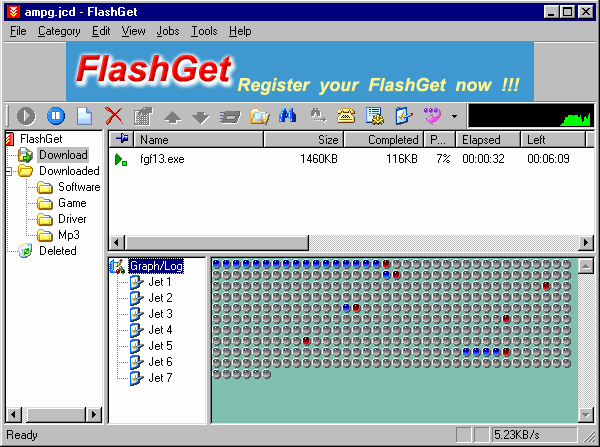 ampg.jcd - FlashGet
File Category Edit View Jobs Tools Help
FlashGet Register your FlashGet now !!!
FlashGet
Download
Downloaded
Software
Game
Driver
Mp3
Deleted
Name Size Completed P... Elapsed Left
fgf13.exe 1460KB 116KB 7% 00:00:32 00:06:09
Graph/Log
Jet 1
Jet 2
Jet 3
Jet 4
Jet 5
Jet 6
Jet 7
Ready 5.23KB/s